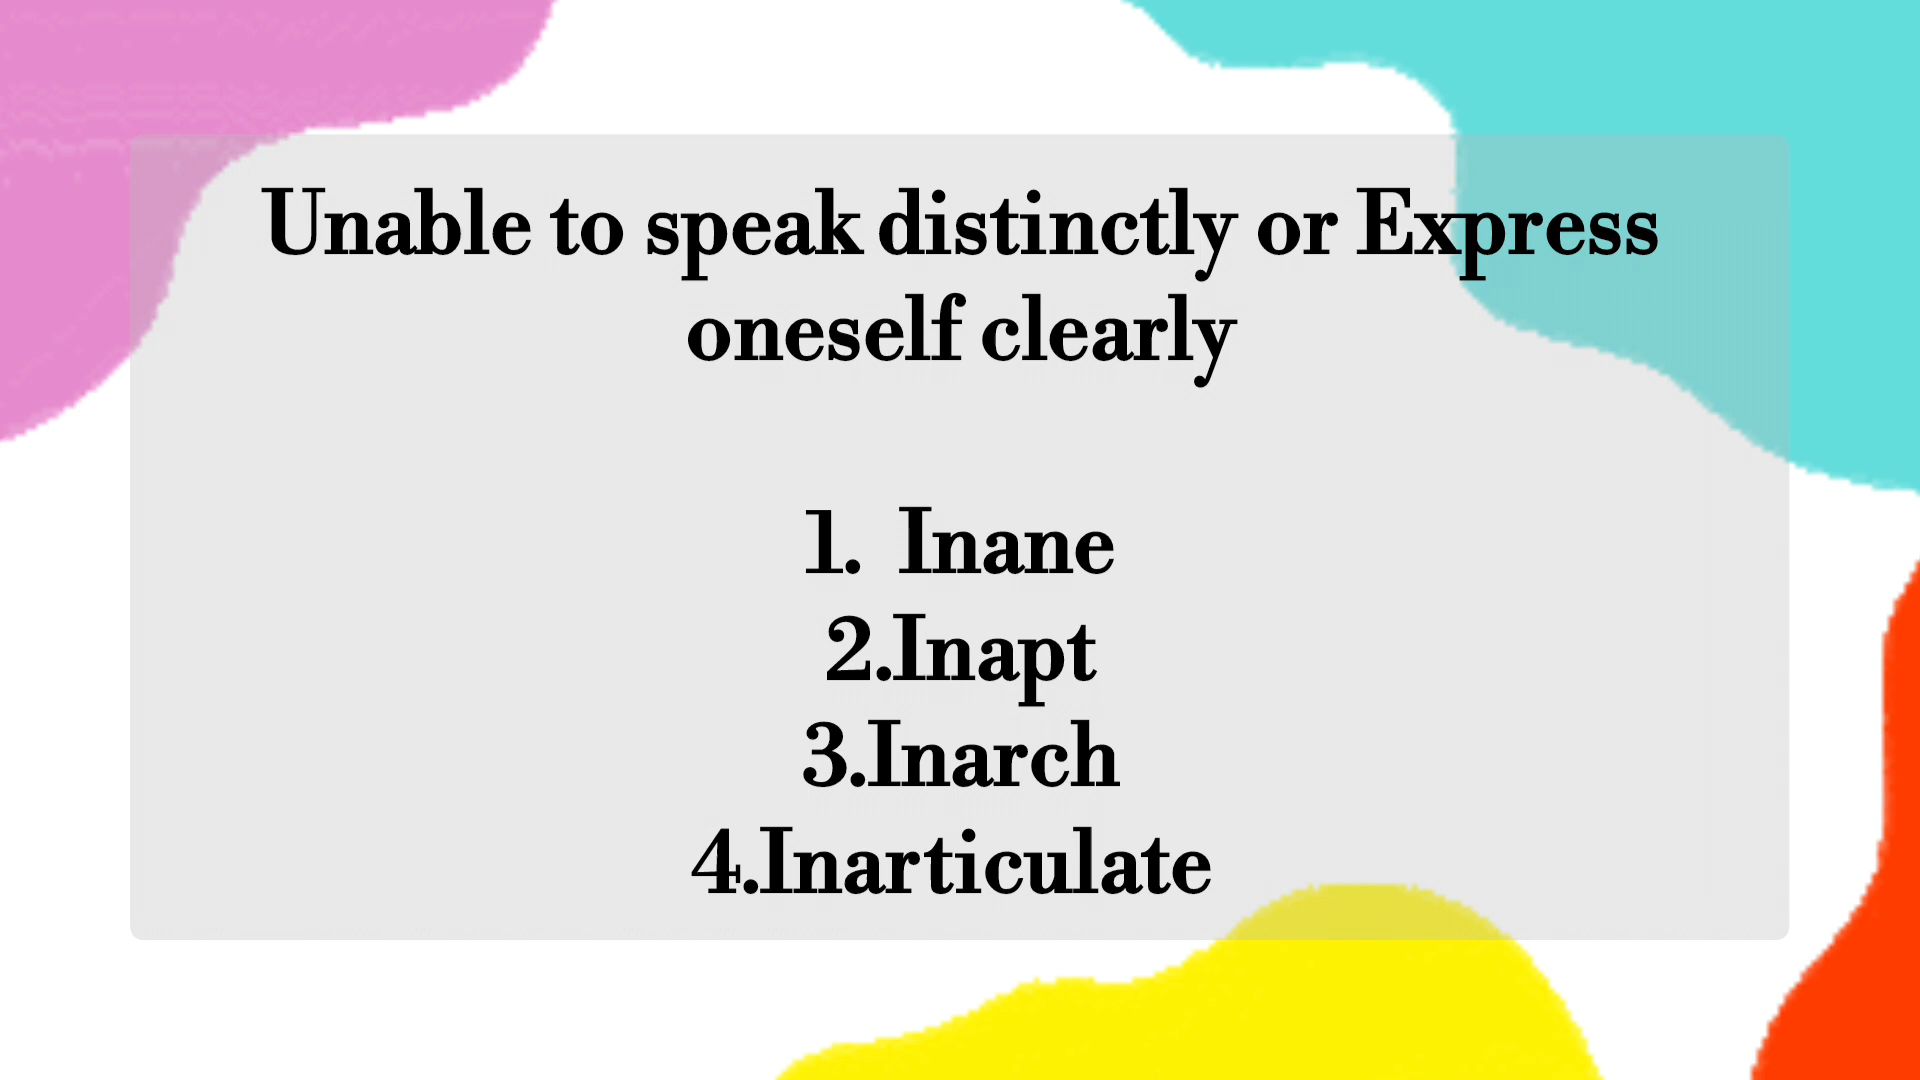 Unable to speak distinctly or Express
oneself clearly
1. Inane
2.Inapt
3.Inarch
4.Inarticulate